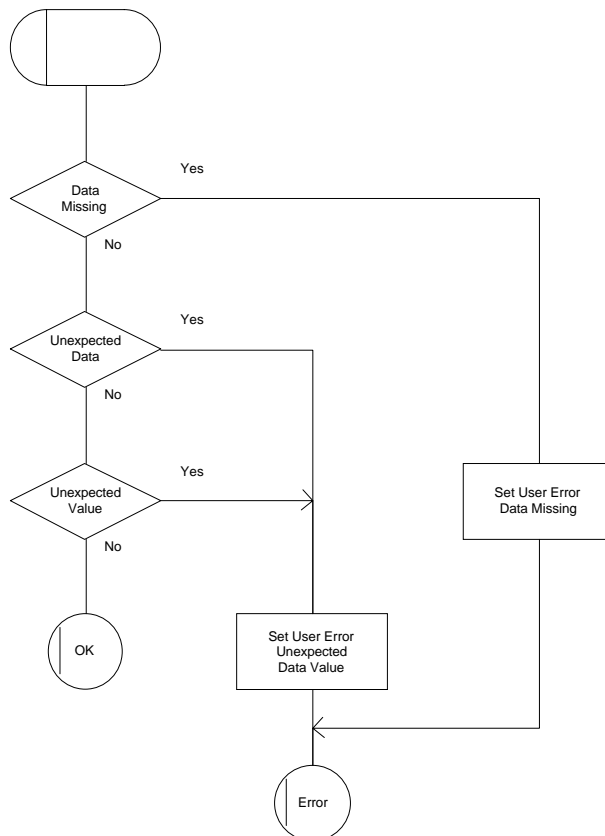 Yes
Data
Missing
No
Yes
Unexpected
Data
No
Yes
Unexpected
Value
Set User Error
Data Missing
No
OK
Set User Error
Unexpected
Data Value
Error